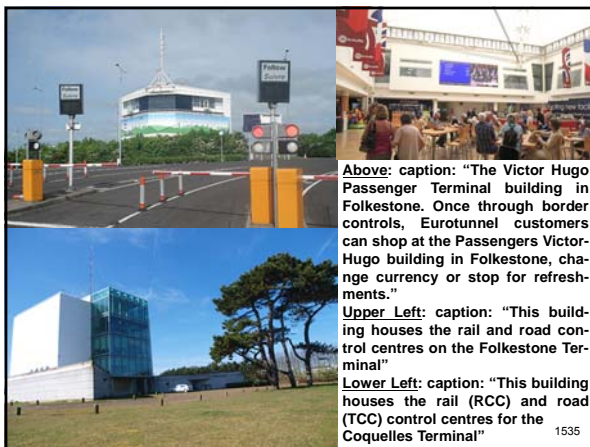 Follow
Suivre
Follow
Suivre
Above: caption: “The Victor Hugo
Passenger Terminal building in
Folkestone. Once through border
controls, Eurotunnel customers
can shop at the Passengers Victor-
Hugo building in Folkestone, cha-
nge currency or stop for refresh-
ments.”
Upper Left: caption: “This build-
ing houses the rail and road con-
trol centres on the Folkestone Ter-
minal”
Lower Left: caption: “This building
houses the rail (RCC) and road
(TCC) control centres for the
Coquelles Terminal”
1535